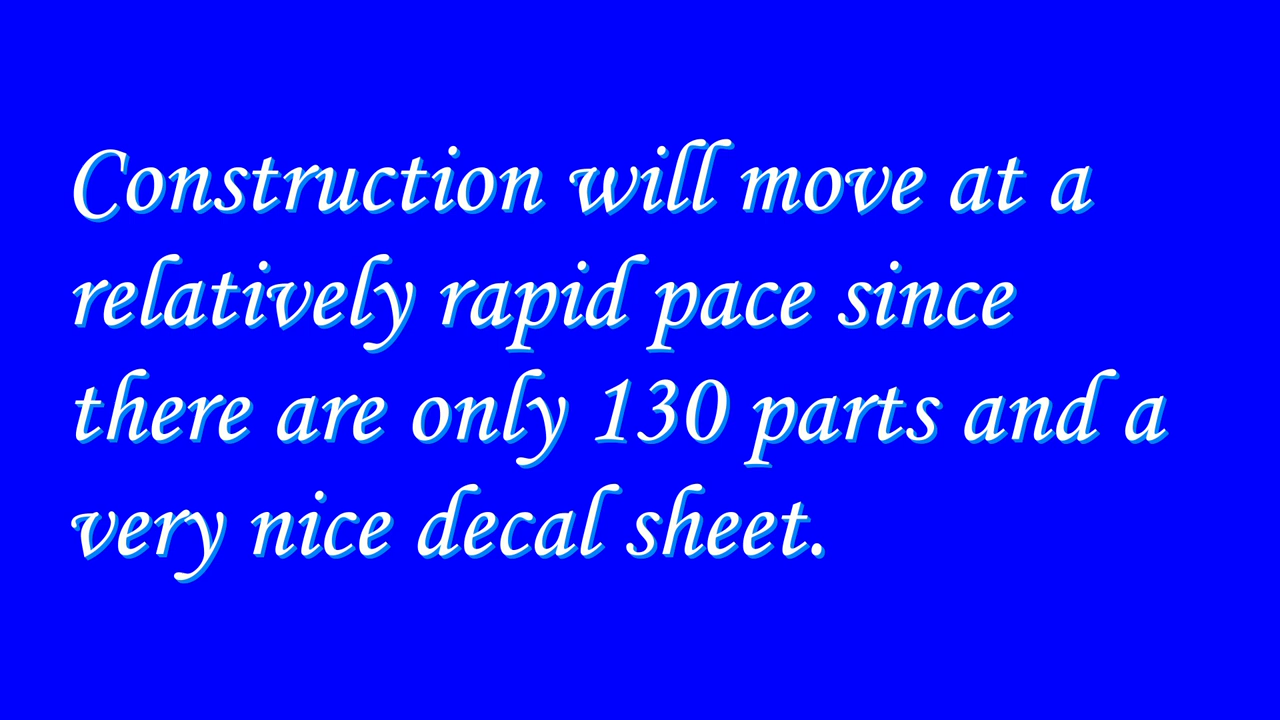 Construction will move at a
relatively rapid pace since
there are only 130 parts and a
very nice decal sheet.